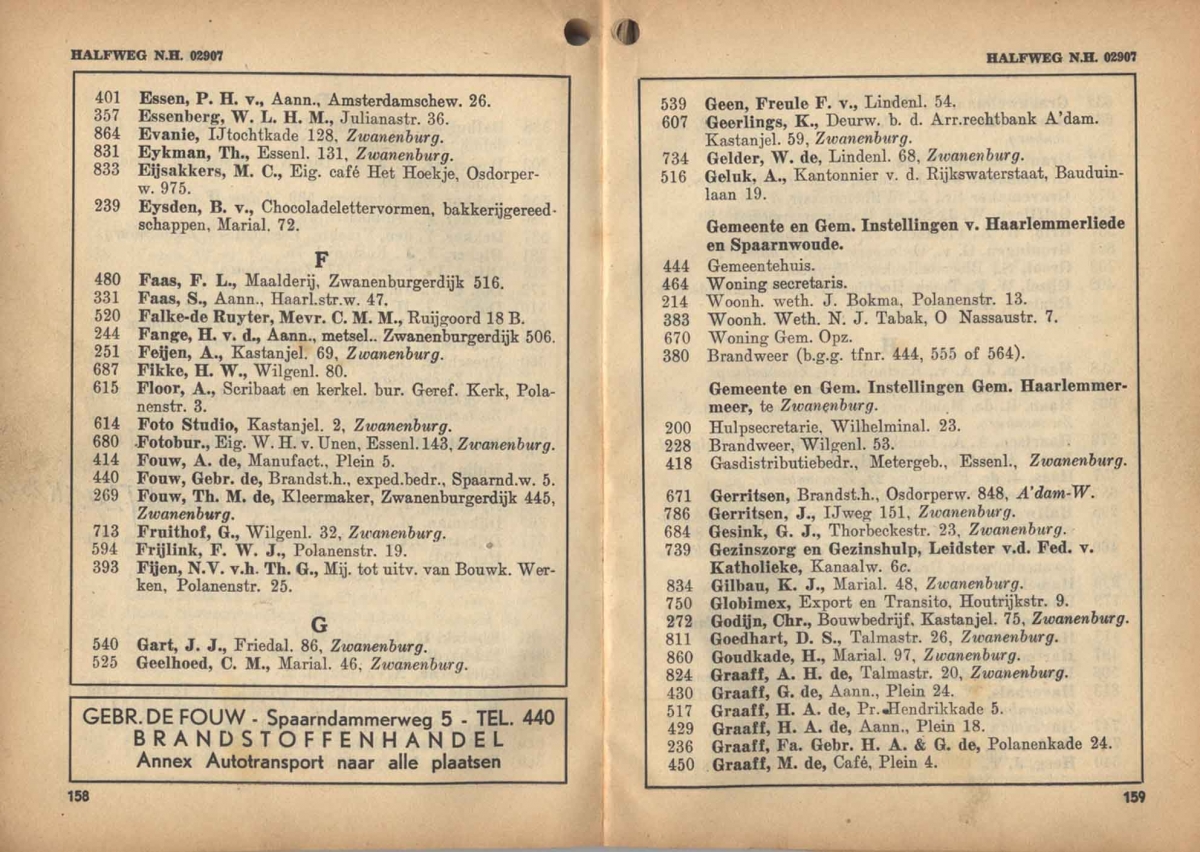 HALFWEG N.H. 02907
401 Essen, P. H. v., Aann., Amsterdamschew. 26.
357 Essenberg, W. L. H. M., Julianastr. 36.
864 Evanie, IJtochtkade 128, Zwanenburg.
831 Eykman, Th., Essenl. 131, Zwanenburg.
833 Eijsakkers, M. C., Eig. café Het Hoekje, Osdorper-
w. 975.
239 Eysden, B. v., Chocoladelettervormen, bakkerijgereed-
schappen, Marial. 72.
F
480 Faas, F. L., Maalderij, Zwanenburgerdijk 516.
331 Faas, S., Aann., Haarl.str.w. 47.
520 Falke-de Ruyter, Mevr. C. M. M., Ruijgoord 18 B.
244 Fange, H. v. d., Aann., metsel.. Zwanenburgerdijk 506.
251 Feijen, A., Kastanjel. 69, Zwanenburg.
687 Fikke, H. W., Wilgenl. 80.
615 Floor, A., Scribaat en kerkel. bur. Geref. Kerk, Pola-
nenstr. 3.
614 Foto Studio, Kastanjel. 2, Zwanenburg.
680 Fotobur., Eig. W. H. v. Unen, Essenl. 143, Zwanenburg.
414 Fouw, A. de, Manufact., Plein 5.
440 Fouw, Gebr. de, Brandst.h., exped.bedr., Spaarnd.w. 5.
269 Fouw, Th. M. de, Kleermaker, Zwanenburgerdijk 445,
Zwanenburg.
713 Fruithof, G., Wilgenl. 32, Zwanenburg.
594 Frijlink, F. W. J., Polanenstr. 19.
393 Fijen, N.V. v.h. Th. G., Mij. tot uitv. van Bouwk. Wer-
ken, Polanenstr. 25.
G
540 Gart, J. J., Friedal. 86, Zwanenburg.
525 Geelhoed, C. M., Marial. 46, Zwanenburg.
GEBR. DE FOUW - Spaarndammerweg 5 - TEL. 440
BRANDSTOFFENHANDEL
Annex Autotransport naar alle plaatsen
158
HALFWEG N.H. 02907
539 Geen, Freule F. v., Lindenl. 54.
607 Geerlings, K., Deurw. b. d. Arr.rechtbank A'dam.
Kastanjel. 59, Zwanenburg.
734 Gelder, W. de, Lindenl. 68, Zwanenburg.
516 Geluk, A., Kantonnier v. d. Rijkswaterstaat, Bauduin-
laan 19.
Gemeente en Gem. Instellingen v. Haarlemmerliede
en Spaarnwoude.
444 Gemeentehuis.
464 Woning secretaris.
214 Woonh. weth. J. Bokma, Polanenstr. 13.
383 Woonh. Weth. N. J. Tabak, O Nassaustr. 7.
670 Woning Gem. Opz.
380 Brandweer (b.g.g. tfnr. 444, 555 of 564).
Gemeente en Gem. Instellingen Gem. Haarlemmer-
meer, te Zwanenburg.
200 Hulpsecretarie, Wilhelminal. 23.
228 Brandweer, Wilgenl. 53.
418 Gasdistributiebedr., Metergeb., Essenl., Zwanenburg.
671 Gerritsen, Brandst.h., Osdorperw. 848, A'dam-W.
786 Gerritsen, J., IJweg 151, Zwanenburg.
684 Gesink, G. J., Thorbeckestr. 23, Zwanenburg.
739 Gezinszorg en Gezinshulp, Leidster v.d. Fed. v.
Katholieke, Kanaalw. 6c.
834 Gilbau, K. J., Marial. 48, Zwanenburg.
750 Globimex, Export en Transito, Houtrijkstr. 9.
272 Godijn, Chr., Bouwbedrijf, Kastanjel. 75, Zwanenburg.
811 Goedhart, D. S., Talmastr. 26, Zwanenburg.
860 Goudkade, H., Marial. 97, Zwanenburg.
824 Graaff, A. H. de, Talmastr. 20, Zwanenburg.
430 Graaff, G. de, Aann., Plein 24.
517 Graaff, H. A. de, Pr. Hendrikkade 5.
429 Graaff, H. A. de, Aann., Plein 18.
236 Graaff, Fa. Gebr. H. A. & G. de, Polanenkade 24.
450 Graaff, M. de, Café, Plein 4.
159